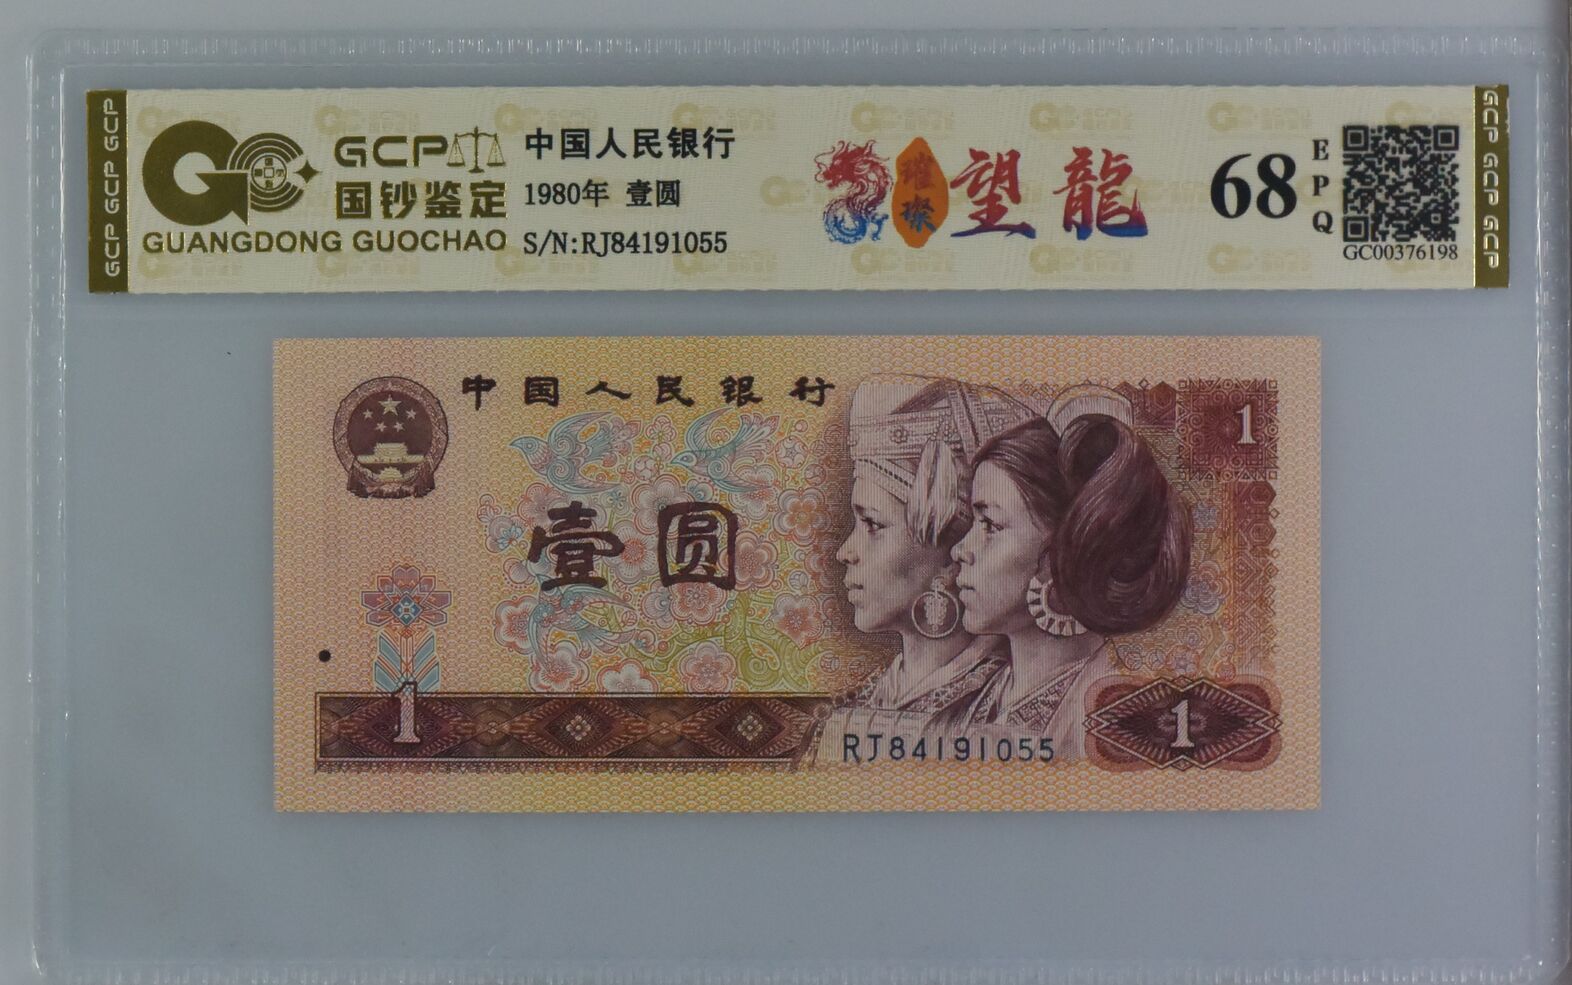 GCP GCP GCP
GCP
国钞鉴定
GUANGDONG GUOCHAO
中国人民银行
1980年 壹圆
S/N:RJ84191055
璀璨
望龍
68
EPQ
GC00376198
GCP GCP GCP
中国人民银行
1
壹圆
1
RJ84191055
1